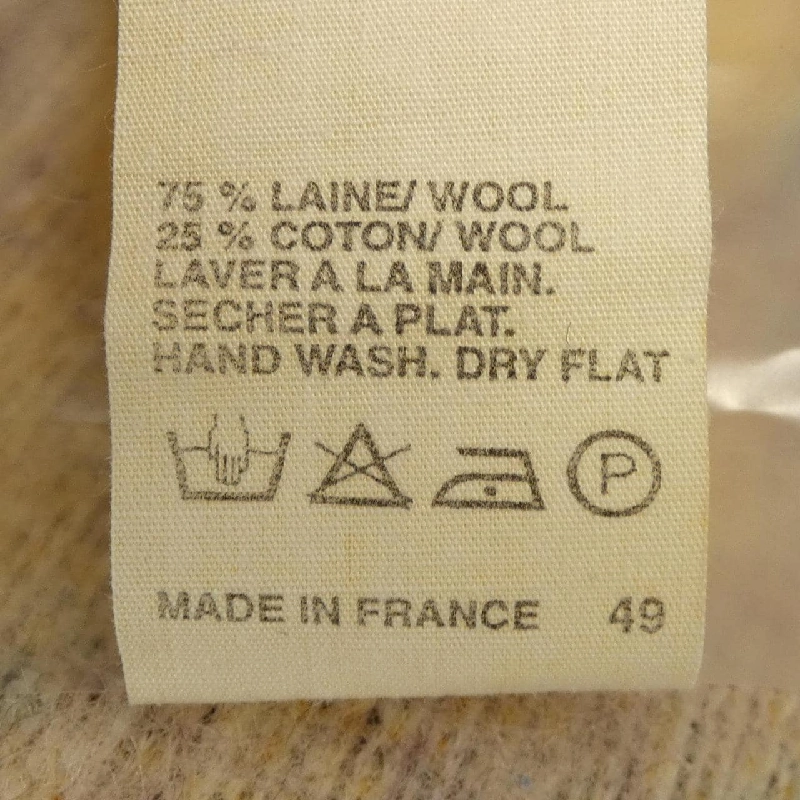 75 % LAINE/ WOOL
25 % COTON/ WOOL
LAVER A LA MAIN.
SECHER A PLAT.
HAND WASH. DRY FLAT
P
MADE IN FRANCE 49